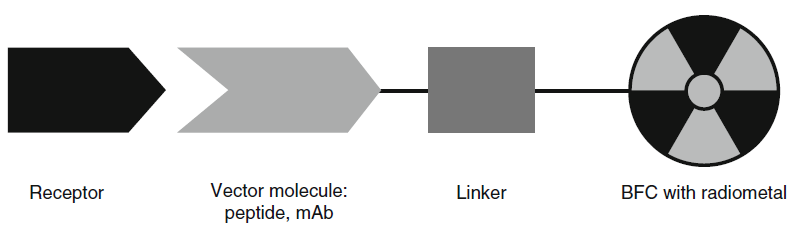 Receptor
Vector molecule:
peptide, mAb
Linker
BFC with radiometal